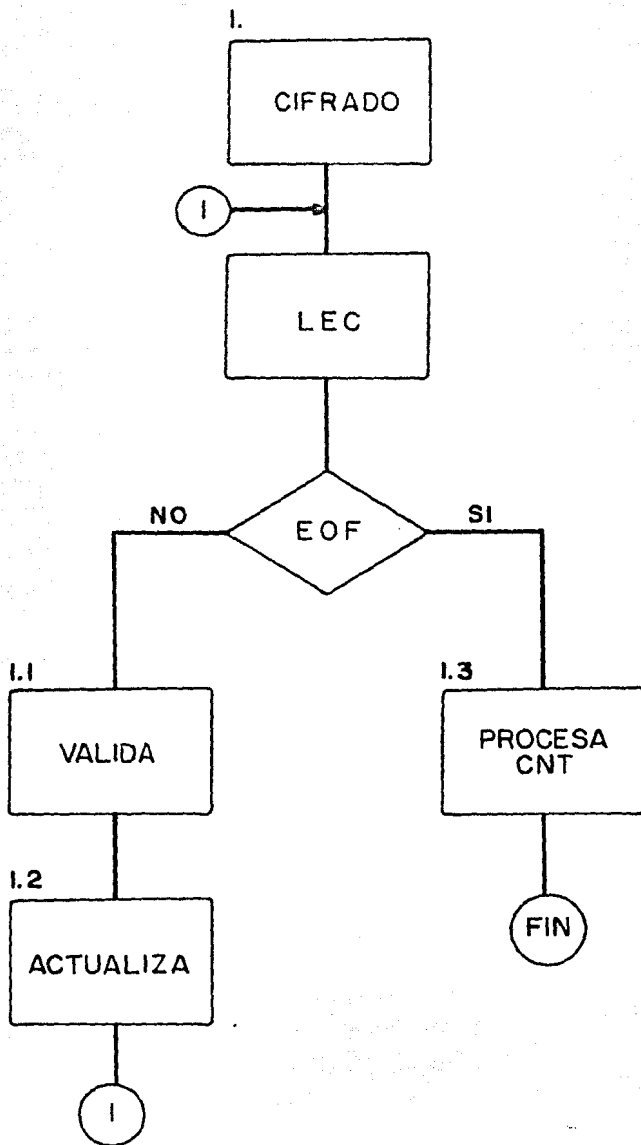 1.
CIFRADO
1
LEC
NO
EOF
SI
1.1
VALIDA
1.3
PROCESA
CNT
1.2
ACTUALIZA
FIN
1